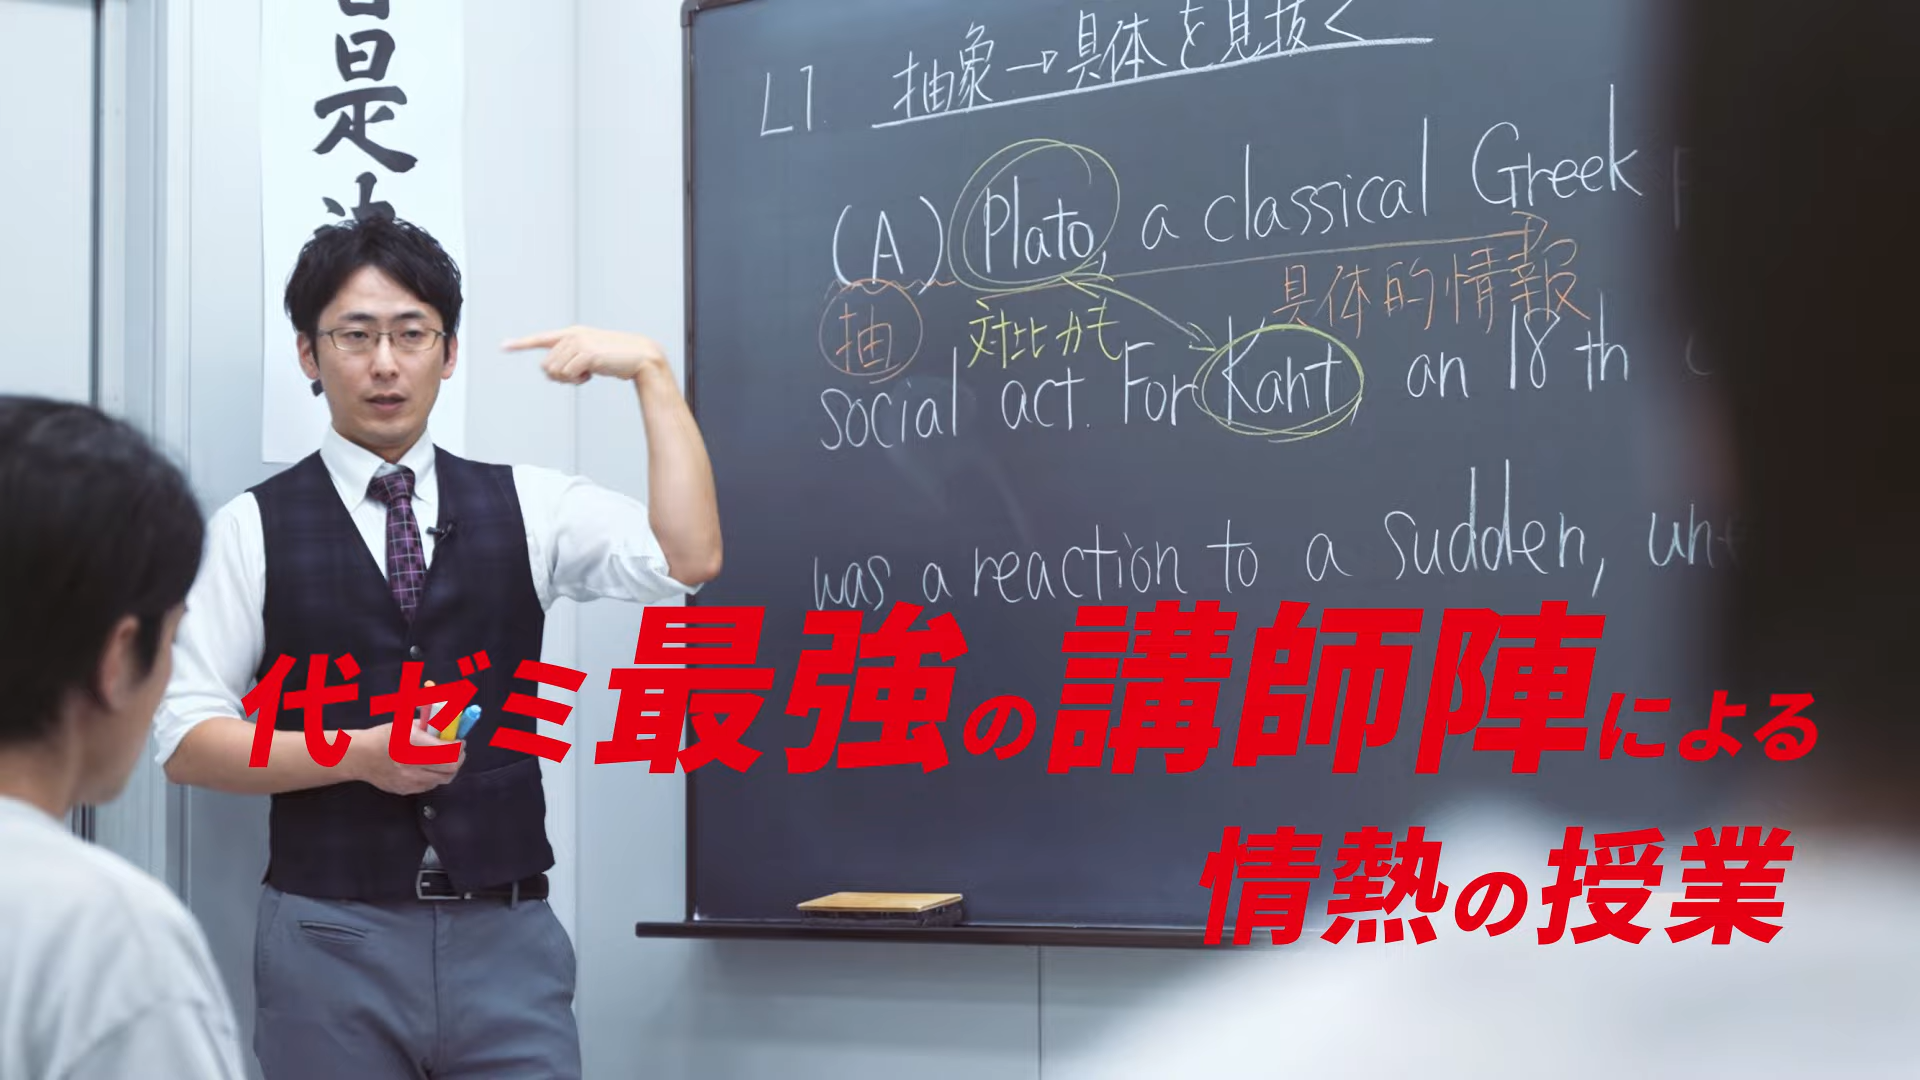 是
L1. 抽象→具体を見抜く
(A) Plato, a classical Greek
具体的情報
抽 対比かも
social act. For Kant, an 18th
was a reaction to a sudden,
代ゼミ最強の講師陣による
情熱の授業